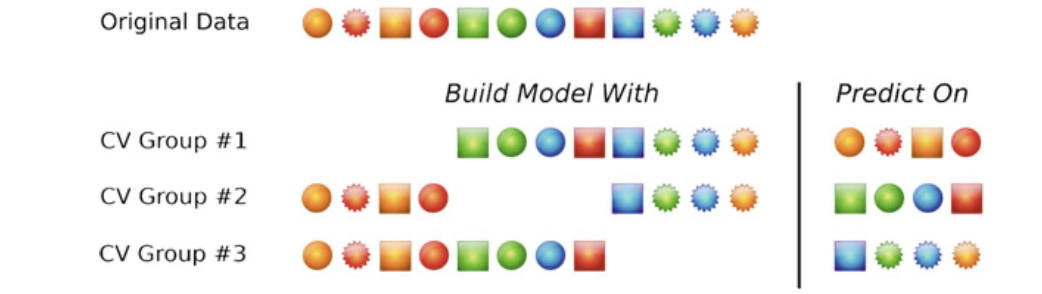 Original Data
Build Model With
Predict On
CV Group #1
CV Group #2
CV Group #3